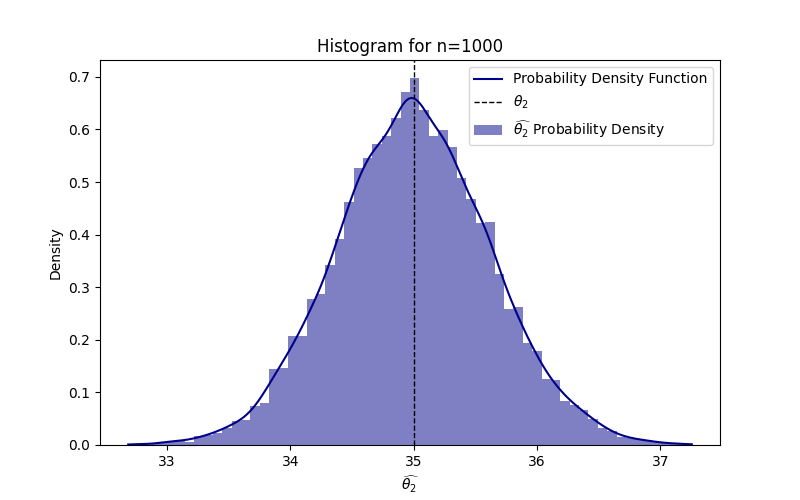 Histogram for n=1000
Probability Density Function
θ₂
θ̂₂ Probability Density
Density
0.7
0.6
0.5
0.4
0.3
0.2
0.1
0.0
33 34 35 36 37
θ̂₂